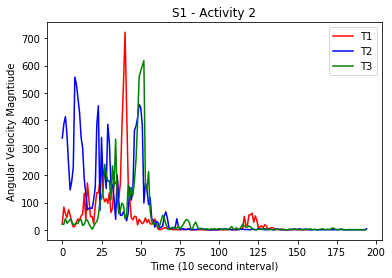 S1 - Activity 2
T1
T2
T3
Angular Velocity Magntiude
700
600
500
400
300
200
100
0
0 25 50 75 100 125 150 175 200
Time (10 second interval)